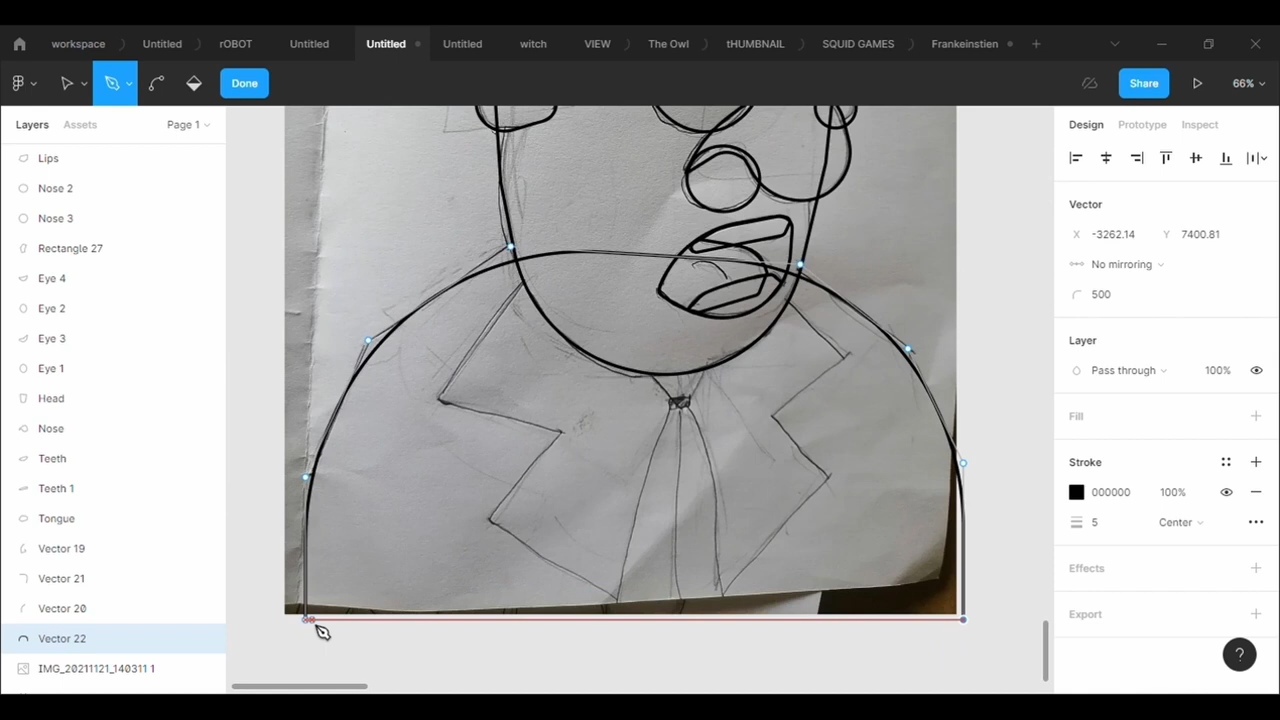 workspace Untitled rOBOT Untitled Untitled Untitled witch VIEW The Owl tHUMBNAIL SQUID GAMES Frankeinstien
Done Share 66%
Layers Assets Page 1 Design Prototype Inspect
Lips
Nose 2
Vector
Nose 3
X -3262.14 Y 7400.81
Rectangle 27
No mirroring
Eye 4
500
Eye 2
Eye 3
Layer
Eye 1
Pass through 100%
Head
Fill
Nose
Teeth
Stroke
Teeth 1
000000 100%
Tongue
5 Center
Vector 19
Effects
Vector 21
Vector 20
Export
Vector 22
IMG_20211121_140311 1
?